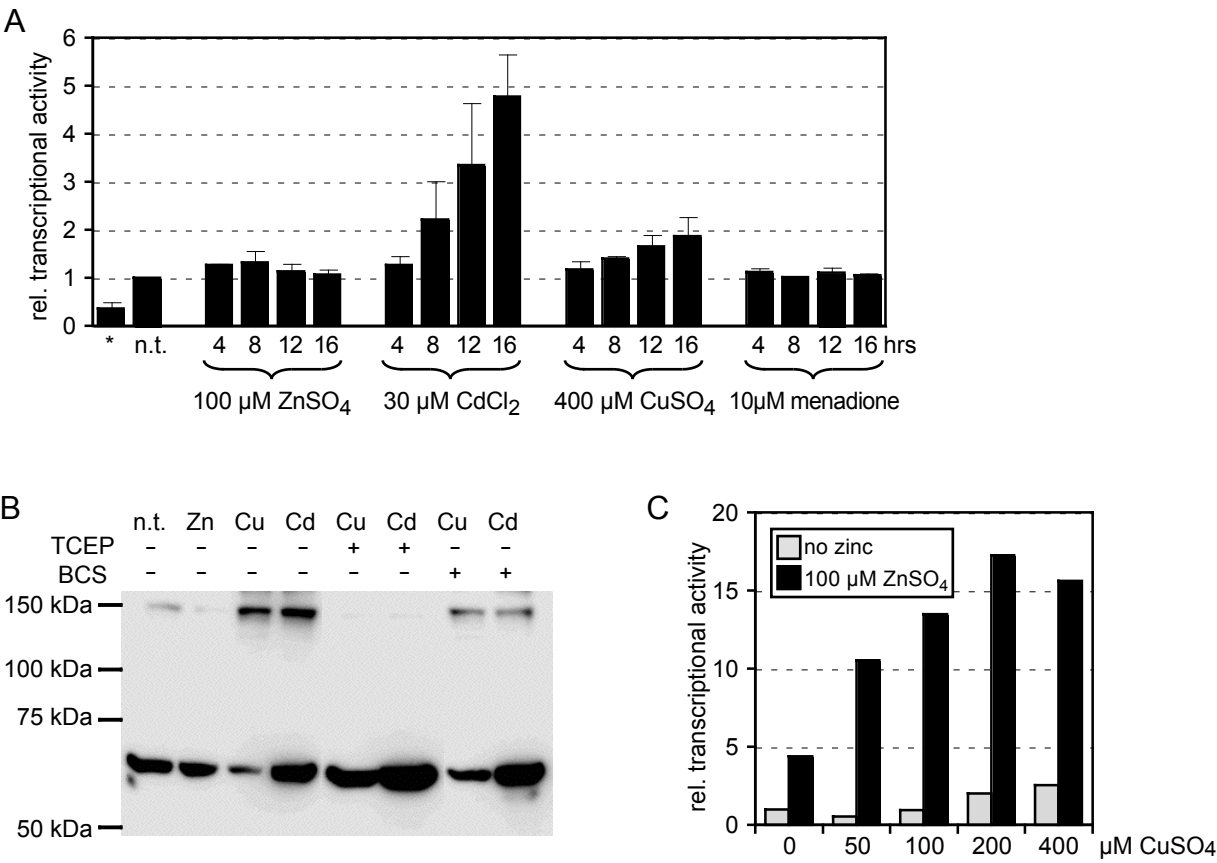 A
rel. transcriptional activity
6
5
4
3
2
1
0
* n.t. 4 8 12 16 4 8 12 16 4 8 12 16 4 8 12 16 hrs
100 µM ZnSO4 30 µM CdCl2 400 µM CuSO4 10µM menadione
B
n.t. Zn Cu Cd Cu Cd Cu Cd
TCEP – – – – + + – –
BCS – – – – – – + +
150 kDa
100 kDa
75 kDa
50 kDa
C
rel. transcriptional activity
20
15
10
5
0
no zinc
100 µM ZnSO4
0 50 100 200 400 µM CuSO4